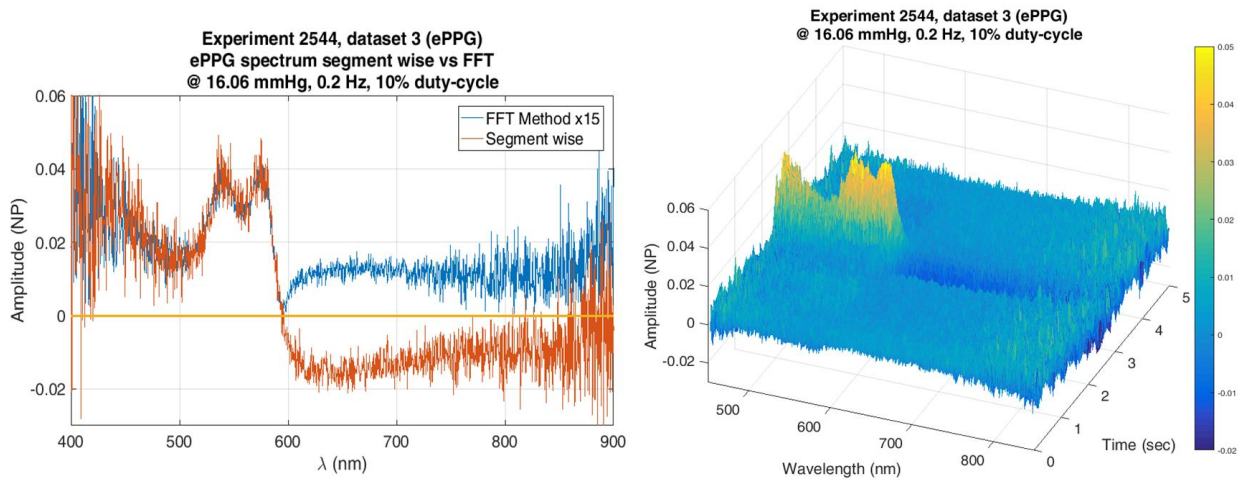 Experiment 2544, dataset 3 (ePPG)
ePPG spectrum segment wise vs FFT
@ 16.06 mmHg, 0.2 Hz, 10% duty-cycle
FFT Method x15
Segment wise
0.06
0.04
0.02
0
-0.02
Amplitude (NP)
400
500
600
700
800
900
λ (nm)
Experiment 2544, dataset 3 (ePPG)
@ 16.06 mmHg, 0.2 Hz, 10% duty-cycle
0.06
0.04
0.02
0
-0.02
Amplitude (NP)
500
600
700
800
Wavelength (nm)
0
1
2
3
4
5
Time (sec)
0.05
0.04
0.03
0.02
0.01
0
-0.01
-0.02